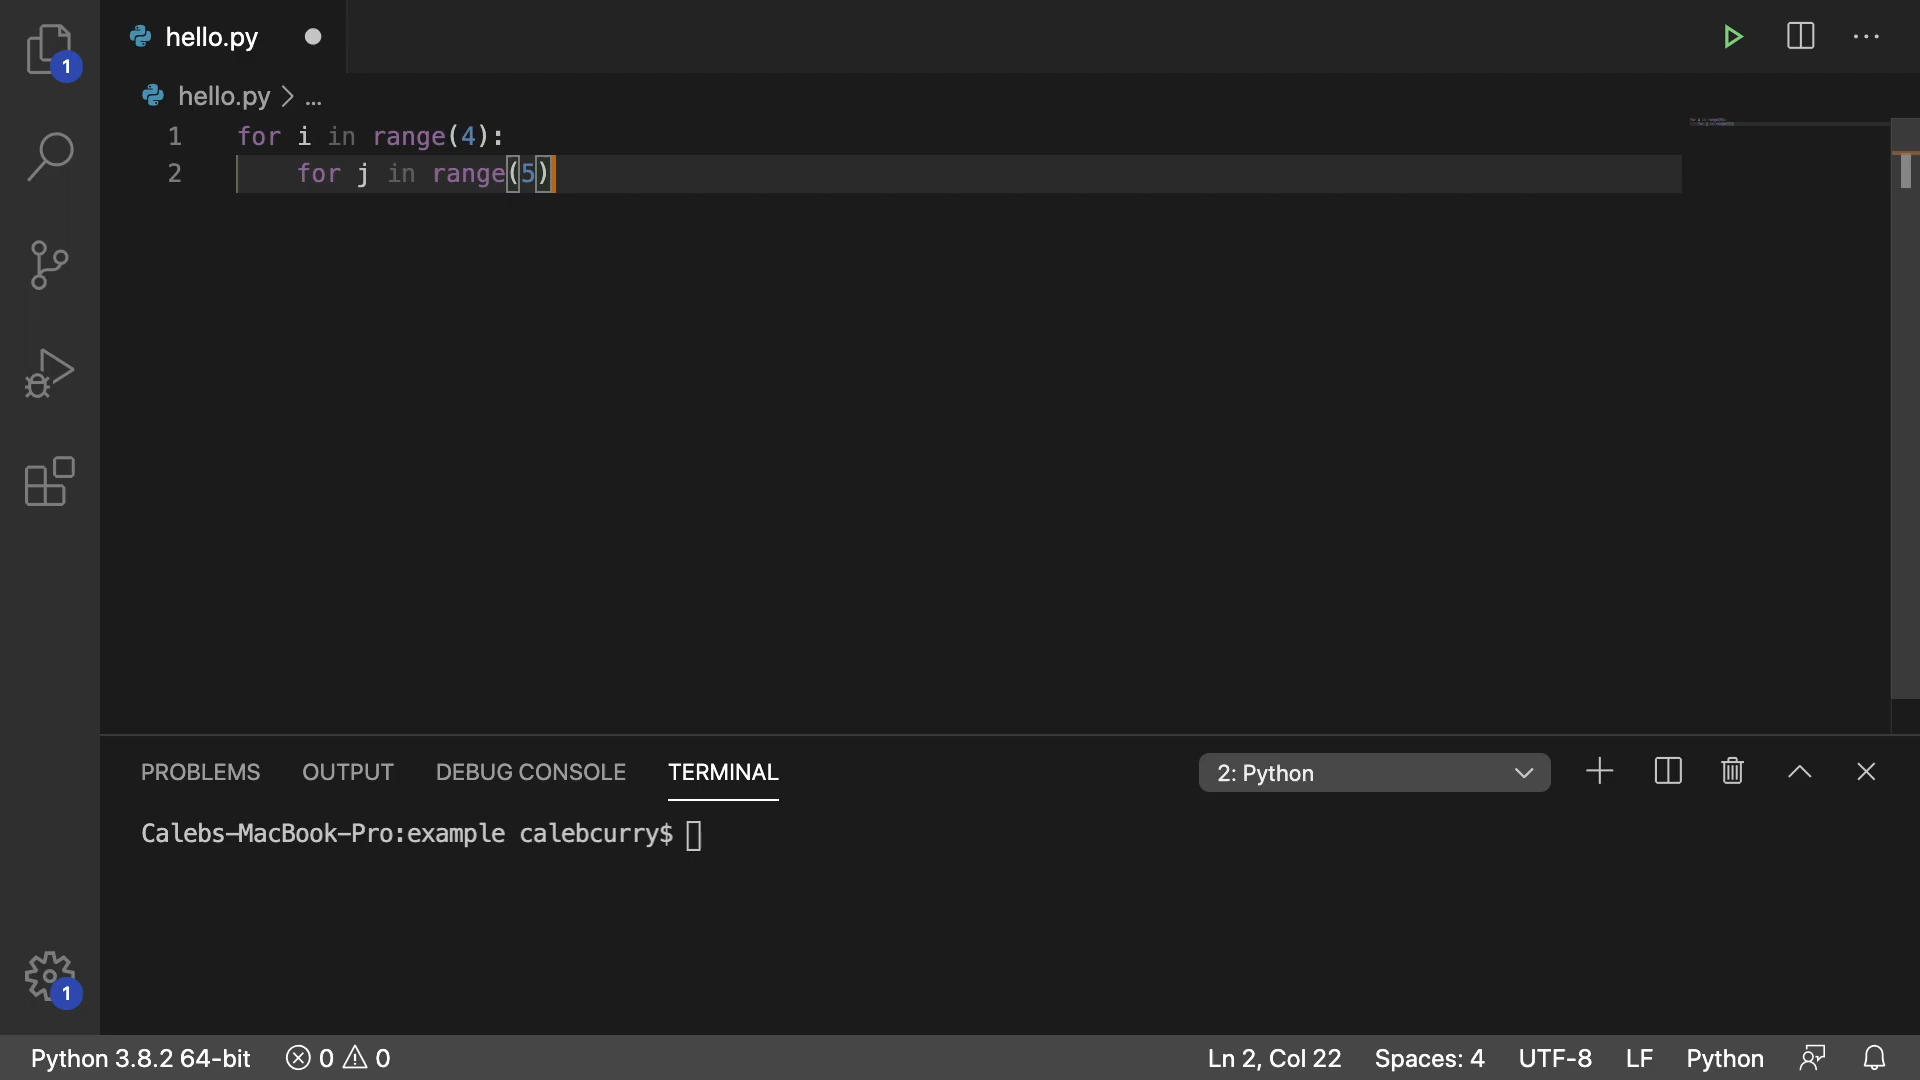 hello.py
1
hello.py > ...
1 for i in range(4):
2 for j in range(5)
PROBLEMS OUTPUT DEBUG CONSOLE TERMINAL 2: Python
Calebs-MacBook-Pro:example calebcurry$
1
Python 3.8.2 64-bit 0 0 Ln 2, Col 22 Spaces: 4 UTF-8 LF Python